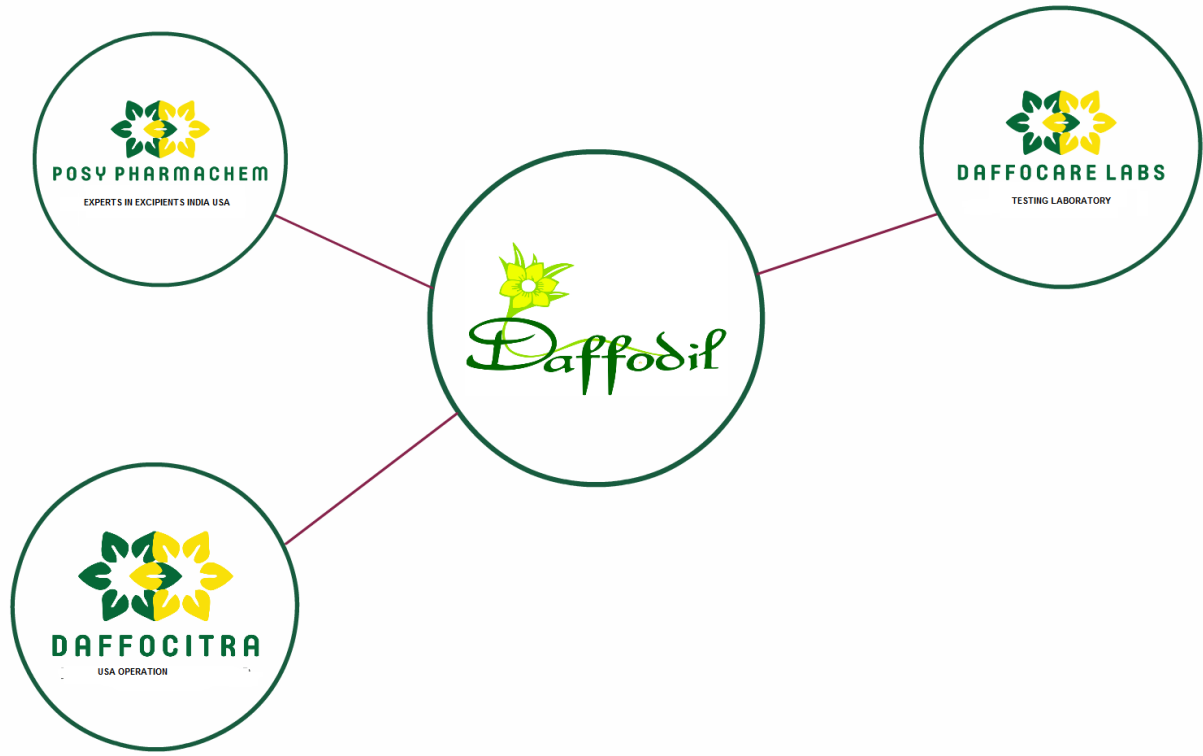 POSY PHARMACHEM
EXPERTS IN EXCIPIENTS INDIA USA
DAFFOCARE LABS
TESTING LABORATORY
Daffodil
DAFFOCITRA
USA OPERATION